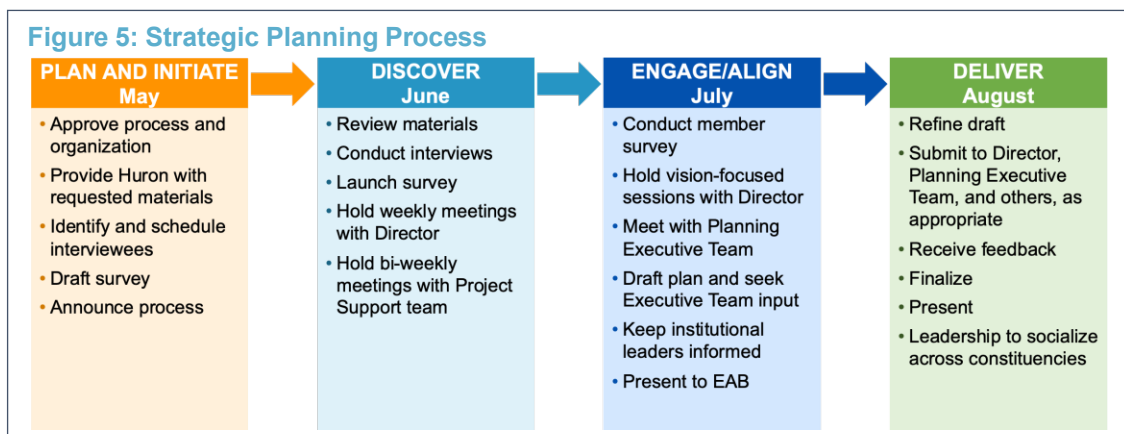 Figure 5: Strategic Planning Process
PLAN AND INITIATE
May
• Approve process and
organization
• Provide Huron with
requested materials
• Identify and schedule
interviewees
• Draft survey
• Announce process
DISCOVER
June
• Review materials
• Conduct interviews
• Launch survey
• Hold weekly meetings
with Director
• Hold bi-weekly
meetings with Project
Support team
ENGAGE/ALIGN
July
• Conduct member
survey
• Hold vision-focused
sessions with Director
• Meet with Planning
Executive Team
• Draft plan and seek
Executive Team input
• Keep institutional
leaders informed
• Present to EAB
DELIVER
August
• Refine draft
• Submit to Director,
Planning Executive
Team, and others, as
appropriate
• Receive feedback
• Finalize
• Present
• Leadership to socialize
across constituencies